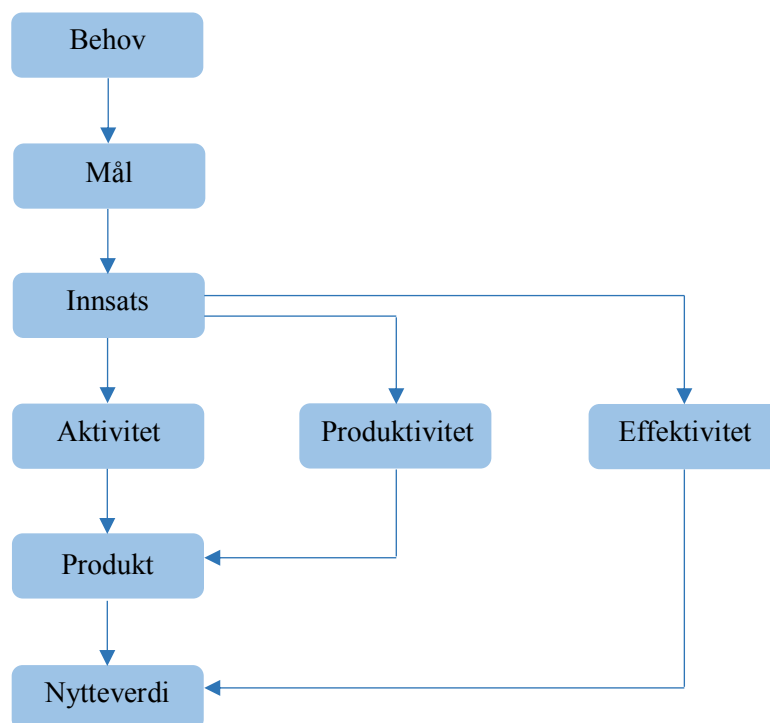 Behov
Mål
Innsats
Aktivitet
Produktivitet
Effektivitet
Produkt
Nytteverdi